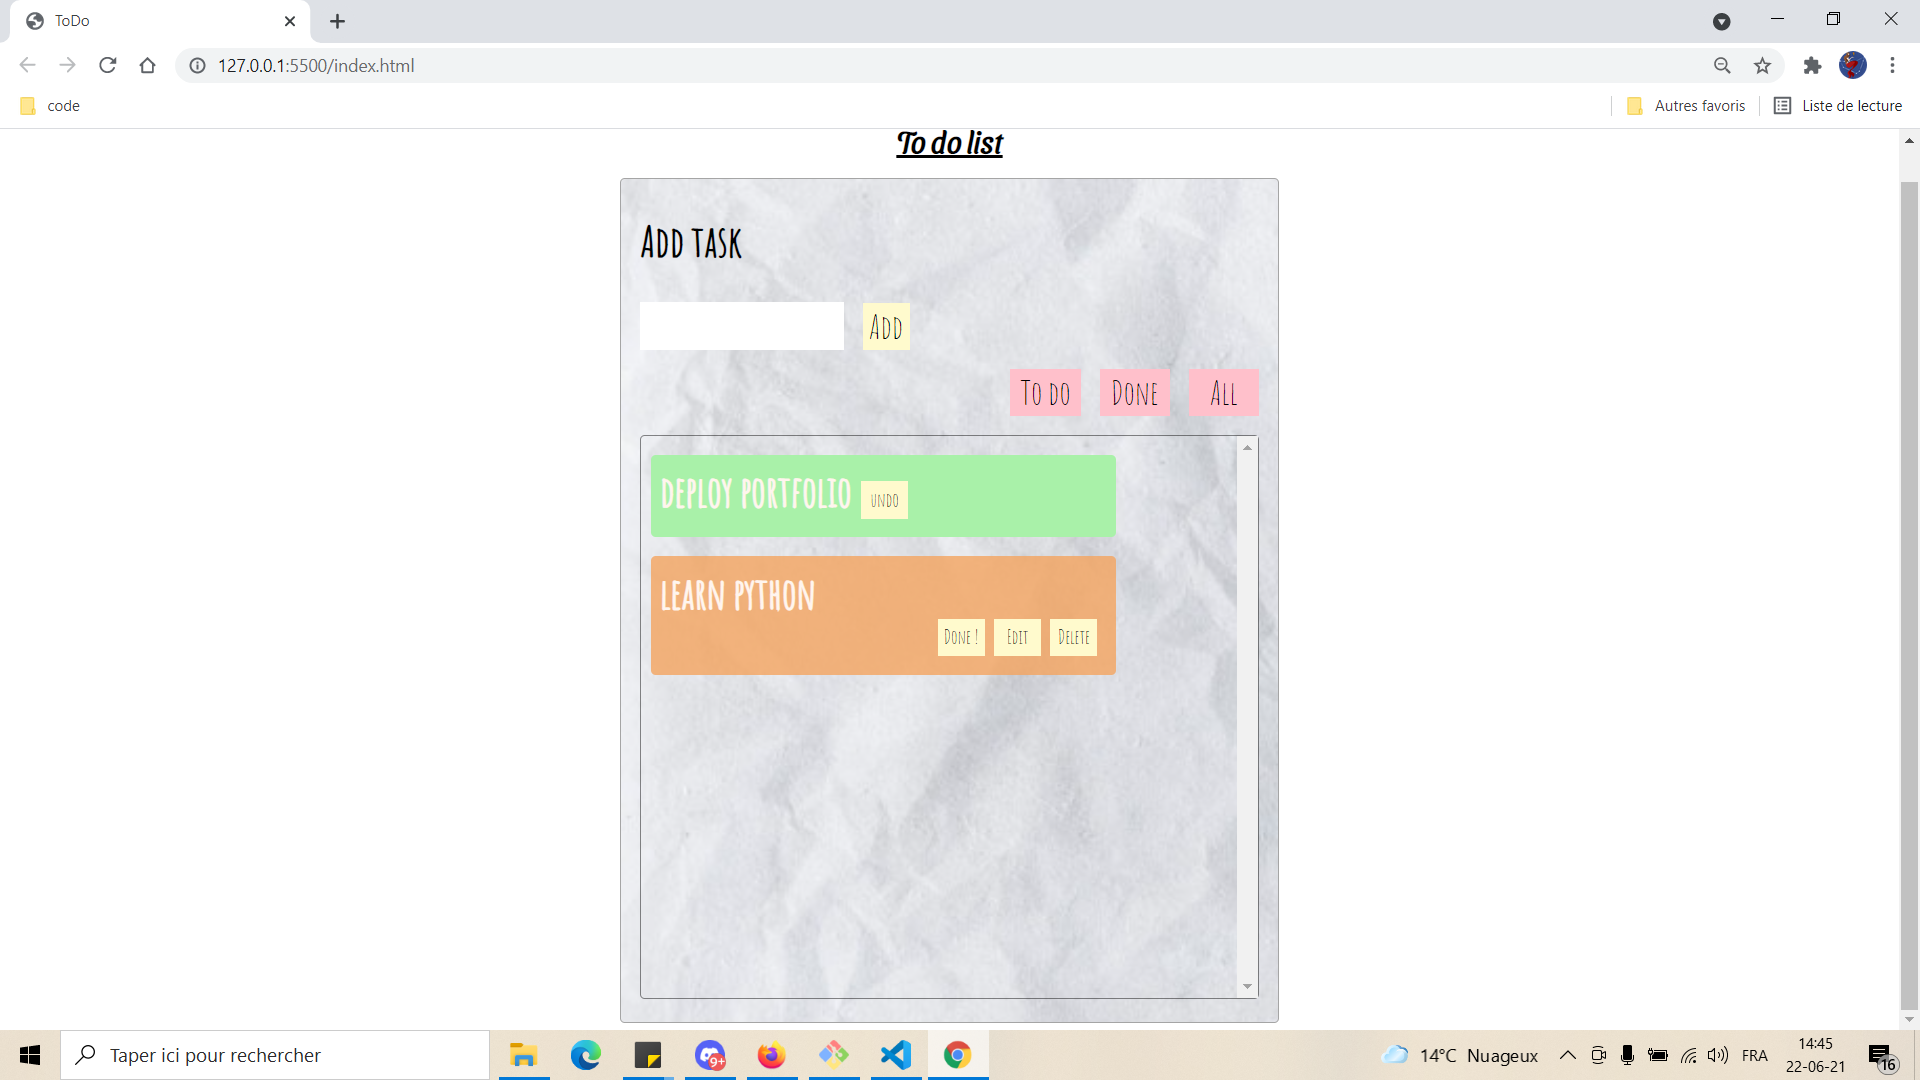 ToDo
127.0.0.1:5500/index.html
code
Autres favoris
Liste de lecture
To do list
Add task
Add
To do
Done
All
deploy portfolio
undo
learn python
Done !
Edit
Delete
Taper ici pour rechercher
9+
14°C Nuageux
FRA
14:45
22-06-21
16